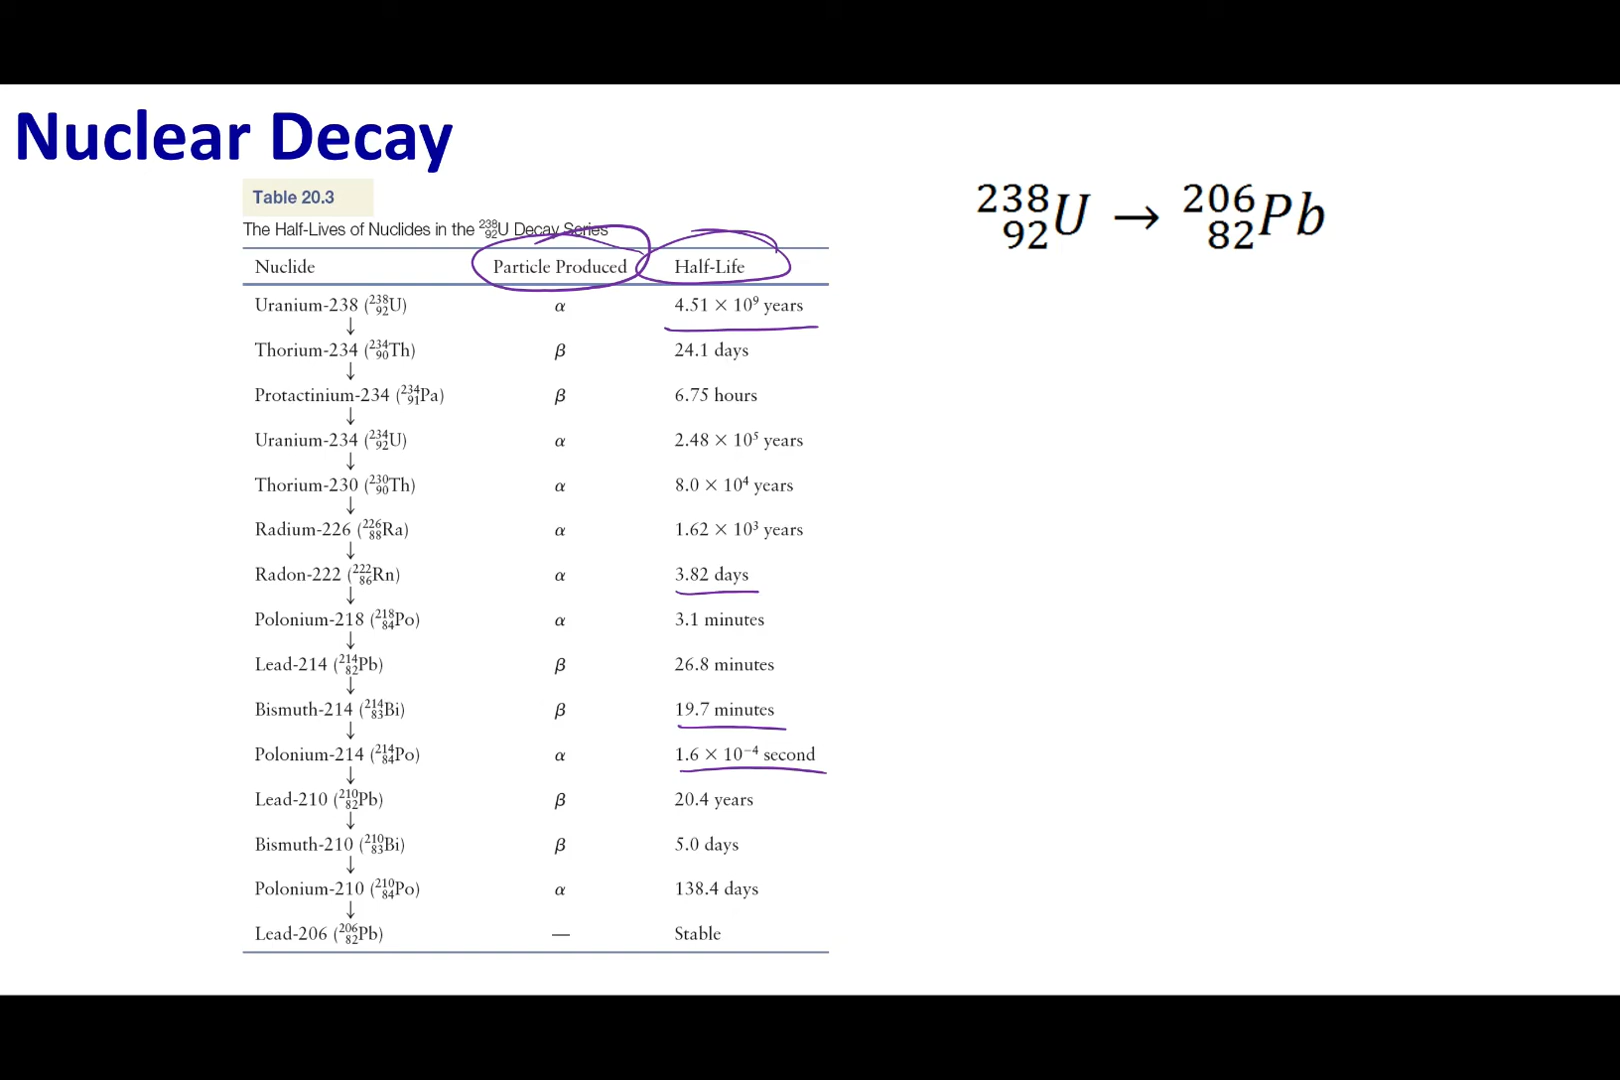 Nuclear Decay
Table 20.3
The Half-Lives of Nuclides in the ²³⁸₉₂U Decay Series
Nuclide Particle Produced Half-Life
Uranium-238 (²³⁸₉₂U) α 4.51 × 10⁹ years
↓
Thorium-234 (²³⁴₉₀Th) β 24.1 days
↓
Protactinium-234 (²³⁴₉₁Pa) β 6.75 hours
↓
Uranium-234 (²³⁴₉₂U) α 2.48 × 10⁵ years
↓
Thorium-230 (²³⁰₉₀Th) α 8.0 × 10⁴ years
↓
Radium-226 (²²⁶₈₈Ra) α 1.62 × 10³ years
↓
Radon-222 (²²²₈₆Rn) α 3.82 days
↓
Polonium-218 (²¹⁸₈₄Po) α 3.1 minutes
↓
Lead-214 (²¹⁴₈₂Pb) β 26.8 minutes
↓
Bismuth-214 (²¹⁴₈₃Bi) β 19.7 minutes
↓
Polonium-214 (²¹⁴₈₄Po) α 1.6 × 10⁻⁴ second
↓
Lead-210 (²¹⁰₈₂Pb) β 20.4 years
↓
Bismuth-210 (²¹⁰₈₃Bi) β 5.0 days
↓
Polonium-210 (²¹⁰₈₄Po) α 138.4 days
↓
Lead-206 (²⁰⁶₈₂Pb) — Stable
²³⁸₉₂U → ²⁰⁶₈₂Pb